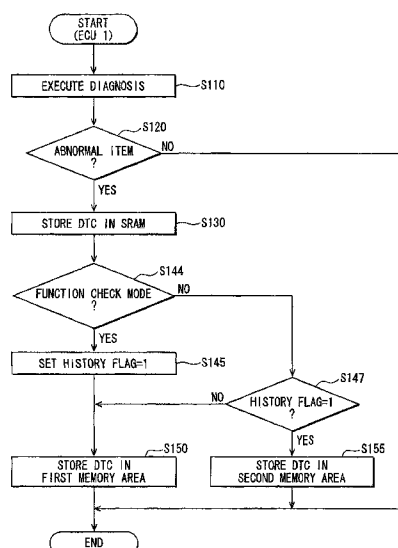 START
(ECU 1)
EXECUTE DIAGNOSIS
S110
S120
ABNORMAL ITEM
?
NO
YES
STORE DTC IN SRAM
S130
S144
FUNCTION CHECK MODE
?
NO
YES
SET HISTORY FLAG=1
S145
S147
NO
HISTORY FLAG=1
?
YES
S150
STORE DTC IN
FIRST MEMORY AREA
S155
STORE DTC IN
SECOND MEMORY AREA
END